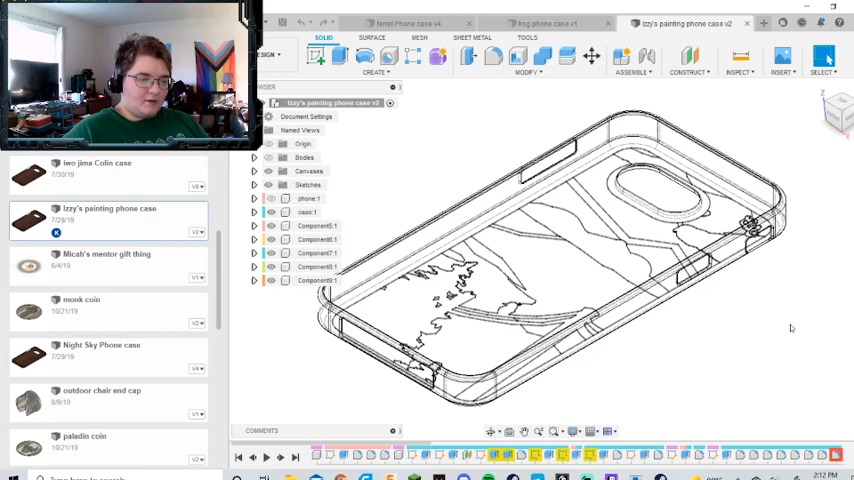 ferret Phone case v4
frog phone case v1
Izzy's painting phone case v2
SOLID
SURFACE
MESH
SHEET METAL
TOOLS
DESIGN
CREATE
MODIFY
ASSEMBLE
CONSTRUCT
INSPECT
INSERT
SELECT
BROWSER
Izzy's painting phone case v2
Document Settings
Named Views
Origin
Bodies
Canvases
Sketches
phone:1
case:1
Component5:1
Component6:1
Component7:1
Component8:1
Component9:1
iwo jima Colin case
7/30/19
Izzy's painting phone case
7/29/19
K
V2
Micah's mentor gift thing
6/4/19
V1
monk coin
10/21/19
V2
Night Sky Phone case
7/29/19
V4
outdoor chair end cap
8/9/19
V2
paladin coin
10/21/19
V2
COMMENTS
Z
2:12 PM